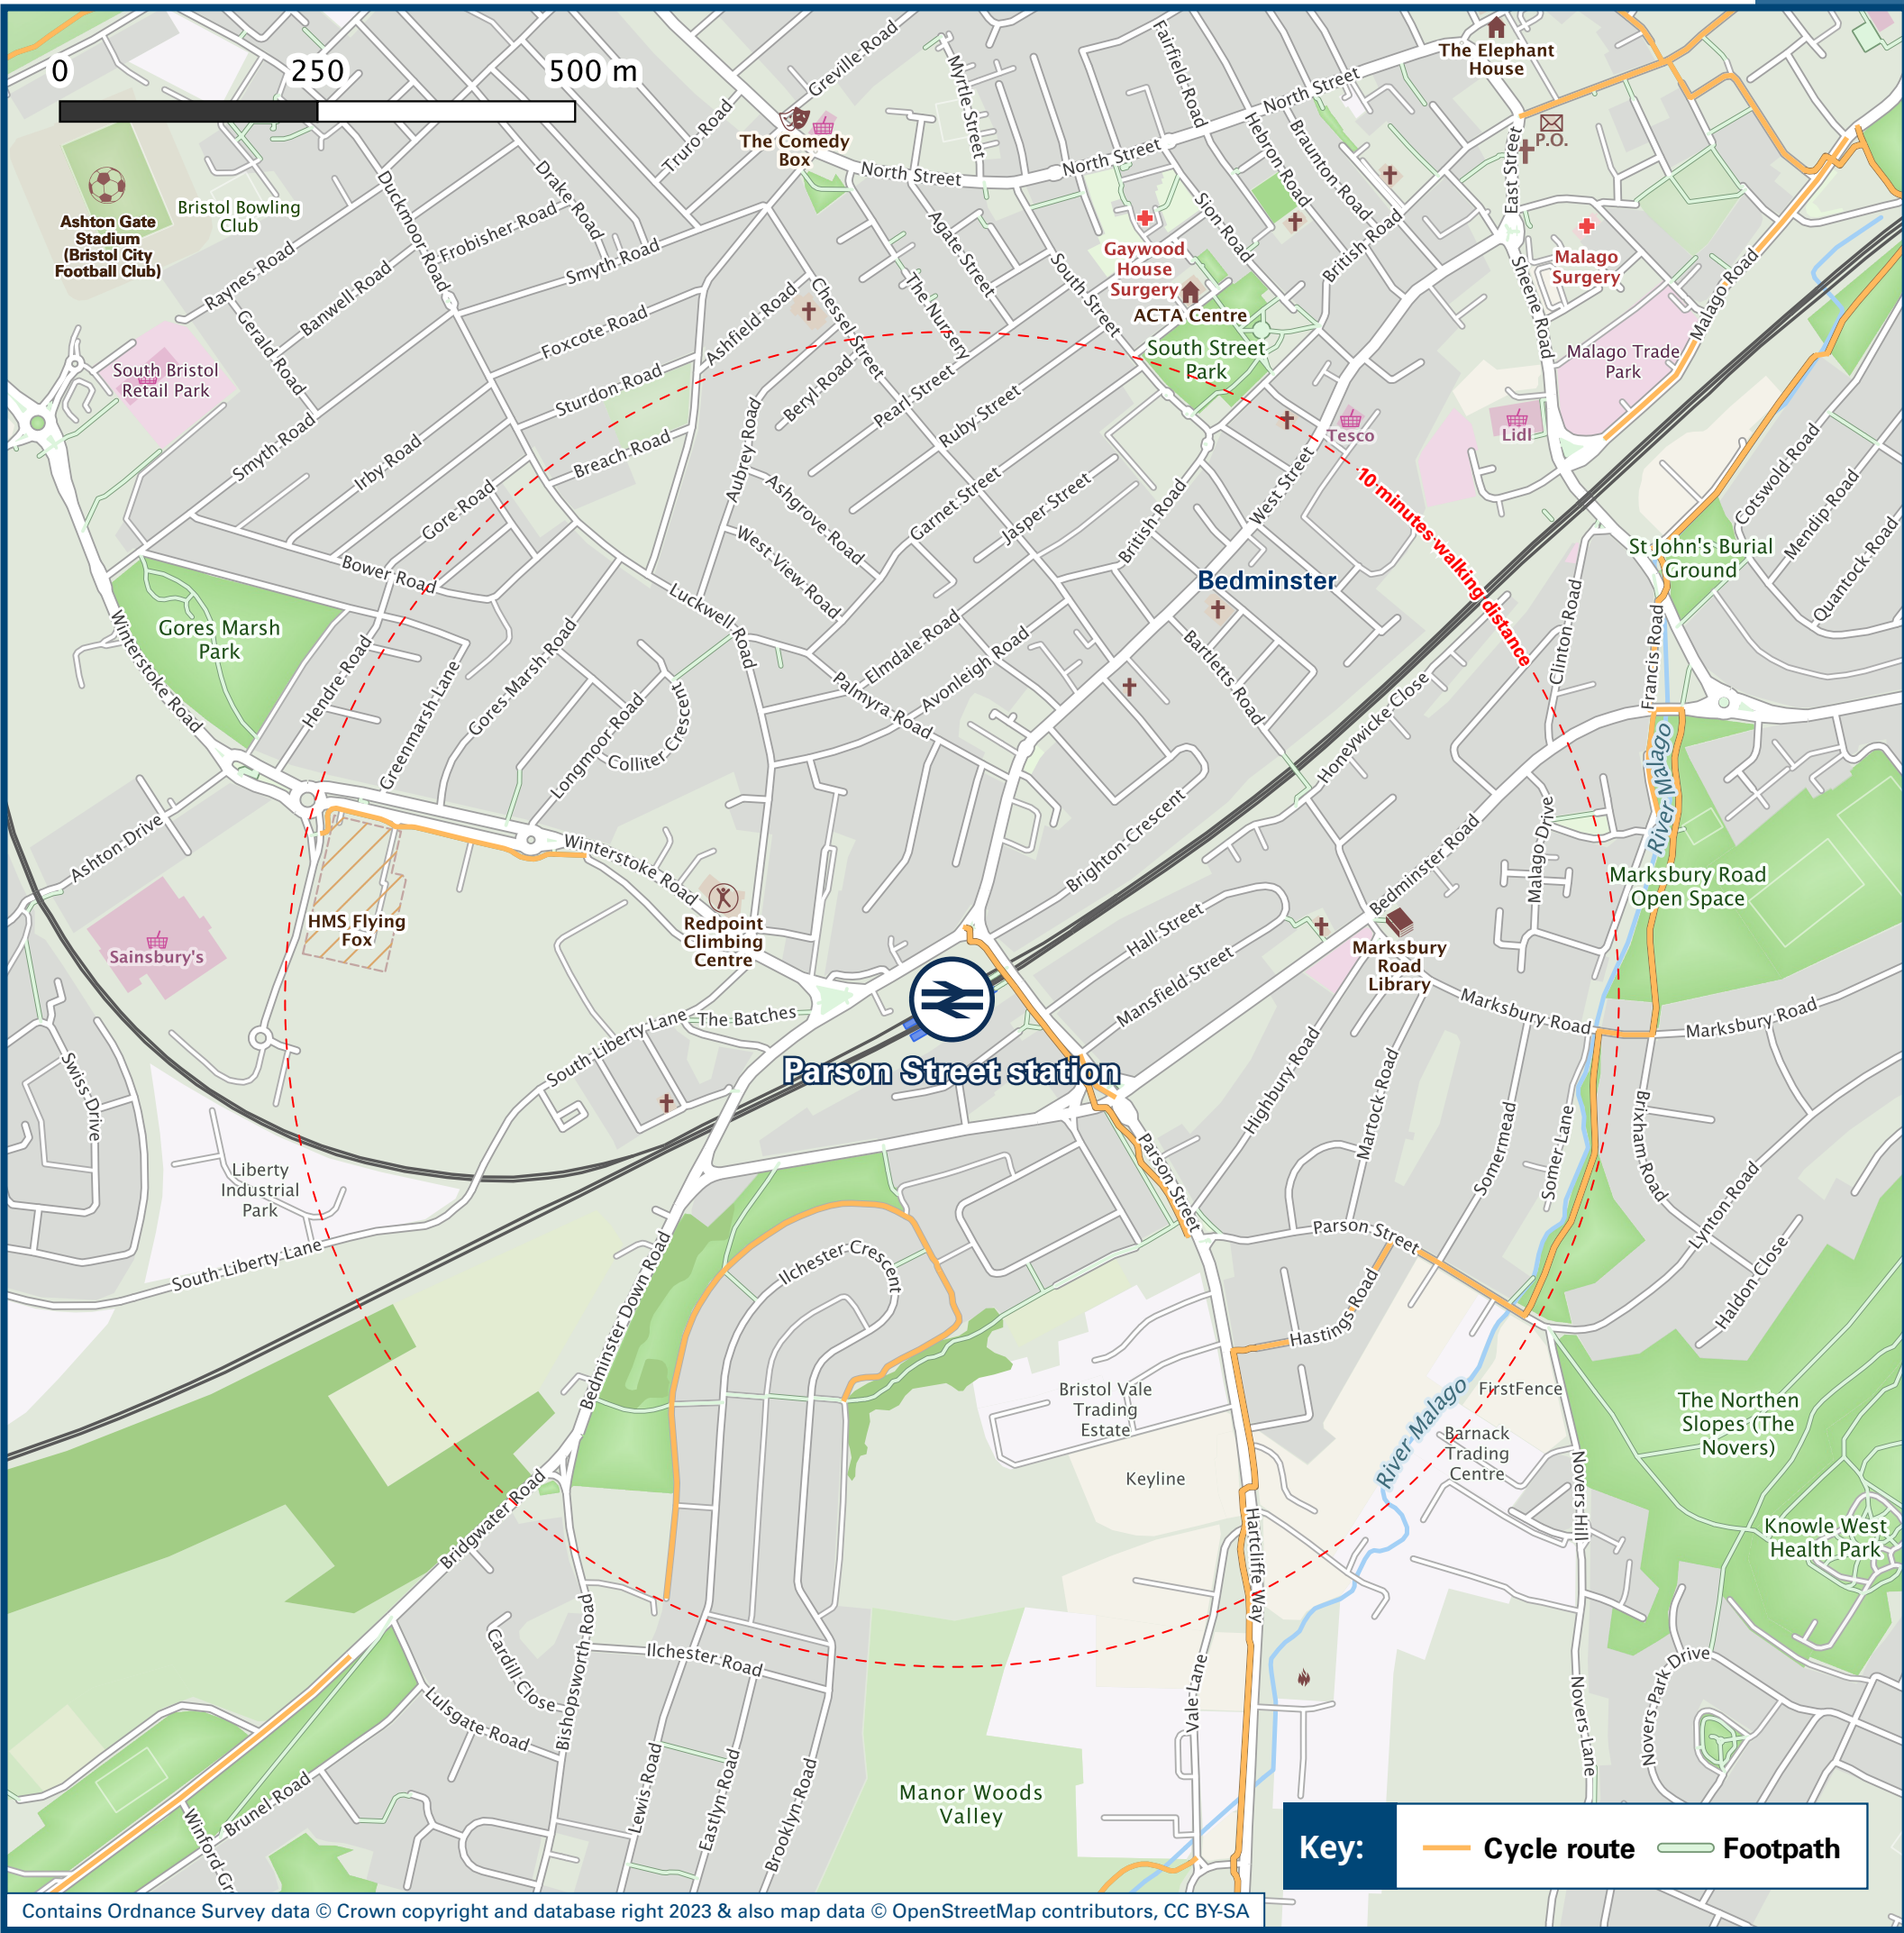 0 250 500 m
Greville Road
Myrtle Street
Fairfield Road
The Elephant
House
North Street
Truro Road
The Comedy
Box
North Street
North Street
Hebron Road
Braunton Road
P.O.
East Street
Ashton Gate
Stadium
(Bristol City
Football Club)
Bristol Bowling
Club
Duckmoor Road
Drake Road
Frobisher Road
Smyth Road
Raynes Road
Banwell Road
Gerald Road
Agate Street
The Nursery
South Street
Gaywood
House
Surgery
Sion Road
British Road
ACTA Centre
Malago
Surgery
Sheene Road
Malago Road
South Bristol
Retail Park
Foxcote Road
Ashfield Road
Chessel Street
South Street
Park
Malago Trade
Park
Sturdon Road
Beryl Road
Pearl Street
Ruby Street
Tesco
Lidl
Smyth Road
Irby Road
Breach Road
Aubrey Road
Ashgrove Road
Garnet Street
Jasper Street
British Road
West Street
10 minutes walking distance
Cotswold Road
Mendip Road
Quantock Road
Gore Road
Bower Road
West View Road
Luckwell Road
Bedminster
St John's Burial
Ground
Gores Marsh
Park
Winterstoke Road
Hendre Road
Greenmarsh Lane
Gores Marsh Road
Longmoor Road
Colliter Crescent
Elmdale Road
Avonleigh Road
Palmyra Road
Bartletts Road
Honeywicke Close
Clinton Road
Francis Road
River Malago
Ashton Drive
Winterstoke Road
Brighton Crescent
Bedminster Road
Malago Drive
Marksbury Road
Open Space
Sainsbury's
HMS Flying
Fox
Redpoint
Climbing
Centre
Hall Street
Mansfield Street
Marksbury
Road
Library
Marksbury Road
Marksbury Road
Swiss Drive
South Liberty Lane
The Batches
Parson Street station
Highbury Road
Martock Road
Somermead
Somer Lane
Brixham Road
Lynton Road
Haldon Close
Liberty
Industrial
Park
South Liberty Lane
Parson Street
Parson Street
Bedminster Down Road
Ilchester Crescent
Hastings Road
Bristol Vale
Trading
Estate
FirstFence
Barnack
Trading
Centre
River Malago
The Northen
Slopes (The
Novers)
Keyline
Novers Hill
Knowle West
Health Park
Bridgwater Road
Hartcliffe Way
Cardill Close
Bishopsworth Road
Ilchester Road
Lulsgate Road
Vale Lane
Novers Lane
Novers Park Drive
Brunel Road
Winford Gr
Lewis Road
Eastlyn Road
Brooklyn Road
Manor Woods
Valley
Key: Cycle route Footpath
Contains Ordnance Survey data © Crown copyright and database right 2023 & also map data © OpenStreetMap contributors, CC BY-SA